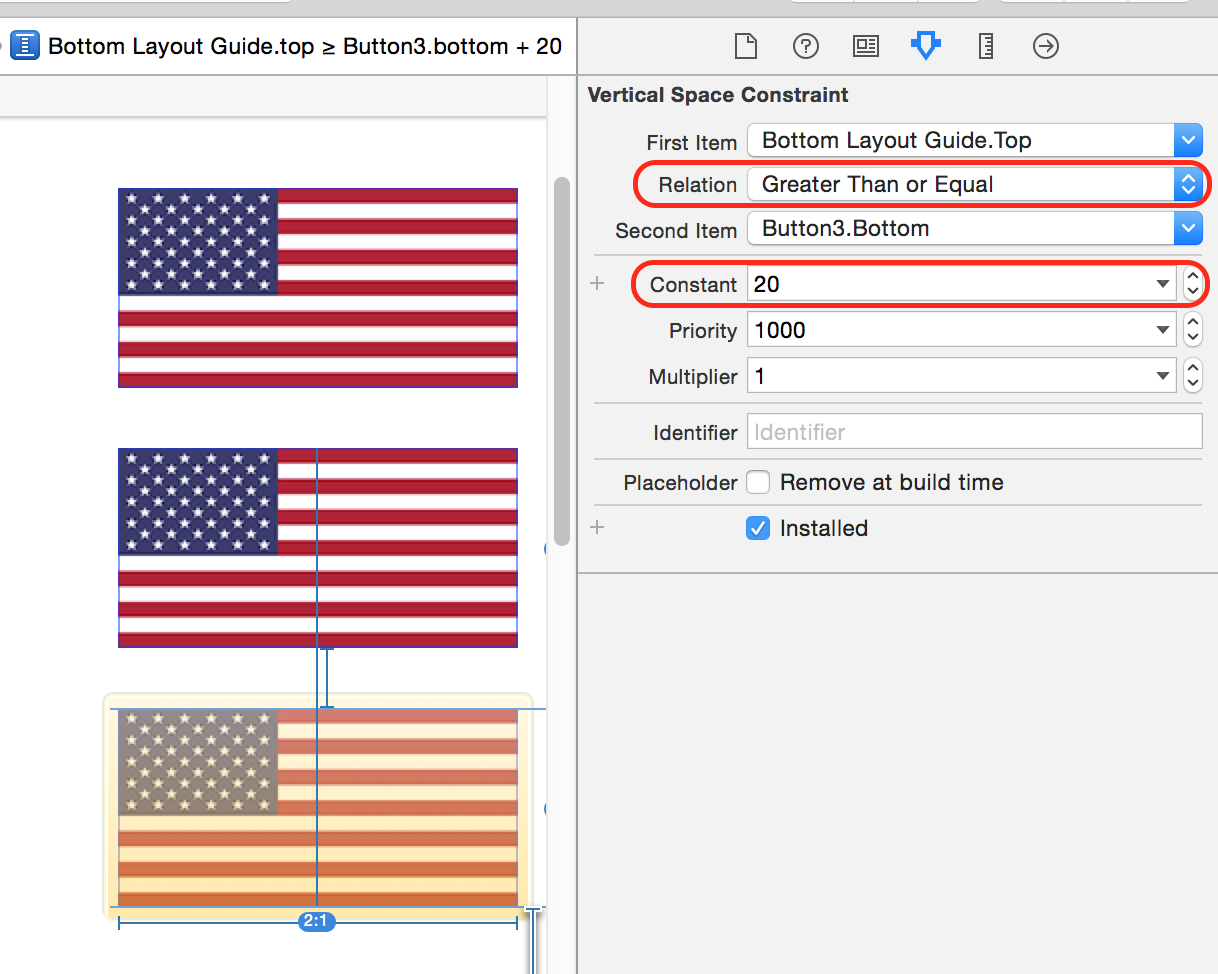 Bottom Layout Guide.top ≥ Button3.bottom + 20
Vertical Space Constraint
First Item Bottom Layout Guide.Top
Relation Greater Than or Equal
Second Item Button3.Bottom
Constant 20
Priority 1000
Multiplier 1
Identifier Identifier
Placeholder Remove at build time
Installed
2:1